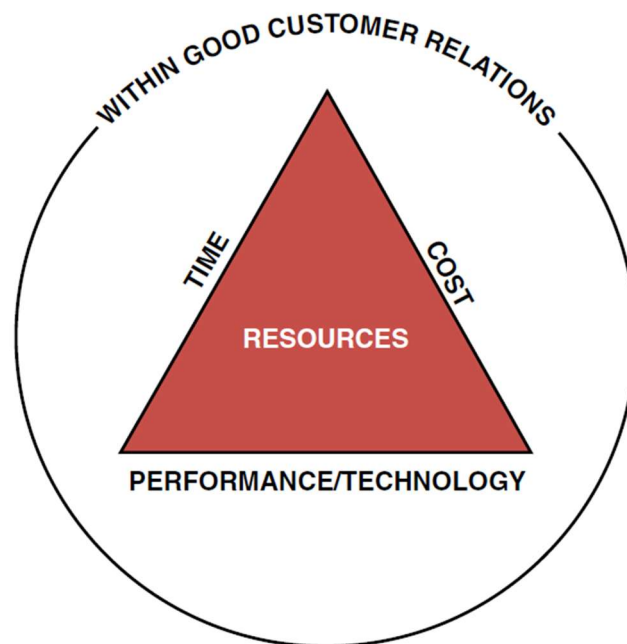 WITHIN GOOD CUSTOMER RELATIONS
TIME
COST
RESOURCES
PERFORMANCE/TECHNOLOGY